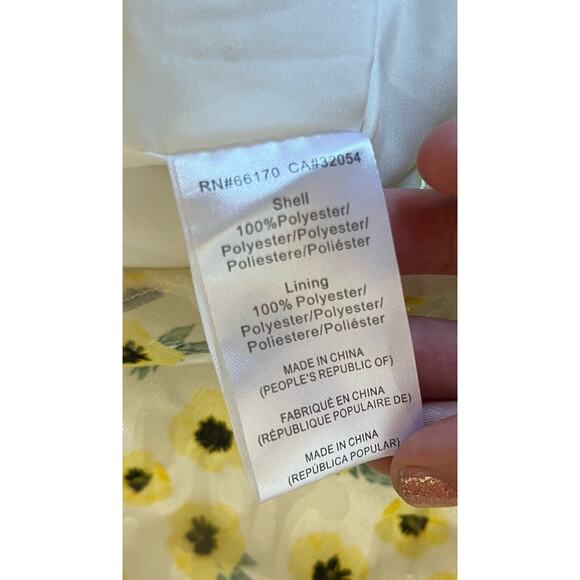 RN#66170 CA#32054
Shell
100%Polyester/
Polyester/Polyester/
Poliestere/Poliéster
Lining
100% Polyester/
Polyester/Polyester/
Poliestere/Poliéster
MADE IN CHINA
(PEOPLE'S REPUBLIC OF)
FABRIQUÉ EN CHINA
(RÉPUBLIQUE POPULAIRE DE)
MADE IN CHINA
(REPÚBLICA POPULAR)